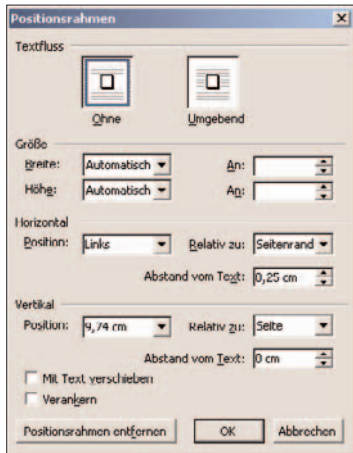 Positionsrahmen
Textfluss
Ohne Umgebend
Größe
Breite: Automatisch An:
Höhe: Automatisch An:
Horizontal
Position: Links Relativ zu: Seitenrand
Abstand vom Text: 0,25 cm
Vertikal
Position: 9,74 cm Relativ zu: Seite
Abstand vom Text: 0 cm
Mit Text verschieben
Verankern
Positionsrahmen entfernen OK Abbrechen